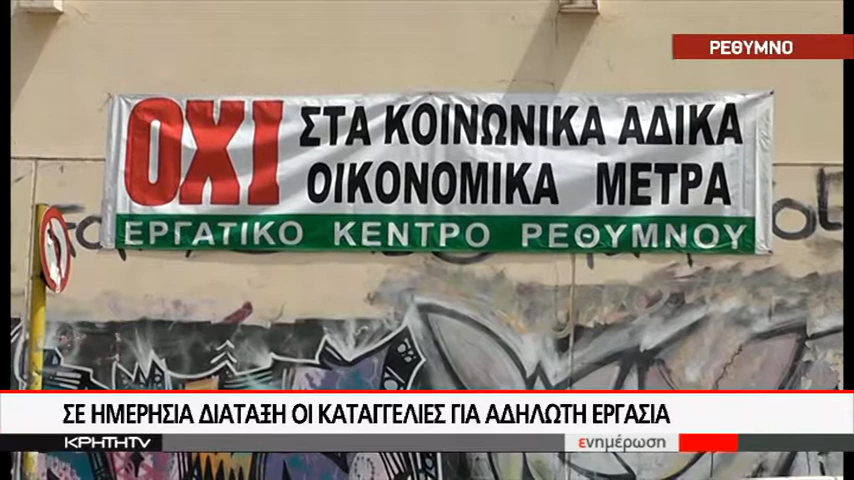 ΡΕΘΥΜΝΟ
ΟΧΙ ΣΤΑ ΚΟΙΝΩΝΙΚΑ ΑΔΙΚΑ
ΟΙΚΟΝΟΜΙΚΑ ΜΕΤΡΑ
ΕΡΓΑΤΙΚΟ ΚΕΝΤΡΟ ΡΕΘΥΜΝΟΥ
ΣΕ ΗΜΕΡΗΣΙΑ ΔΙΑΤΑΞΗ ΟΙ ΚΑΤΑΓΓΕΛΙΕΣ ΓΙΑ ΑΔΗΛΩΤΗ ΕΡΓΑΣΙΑ
ΚΡΗΤΗTV
ενημέρωση